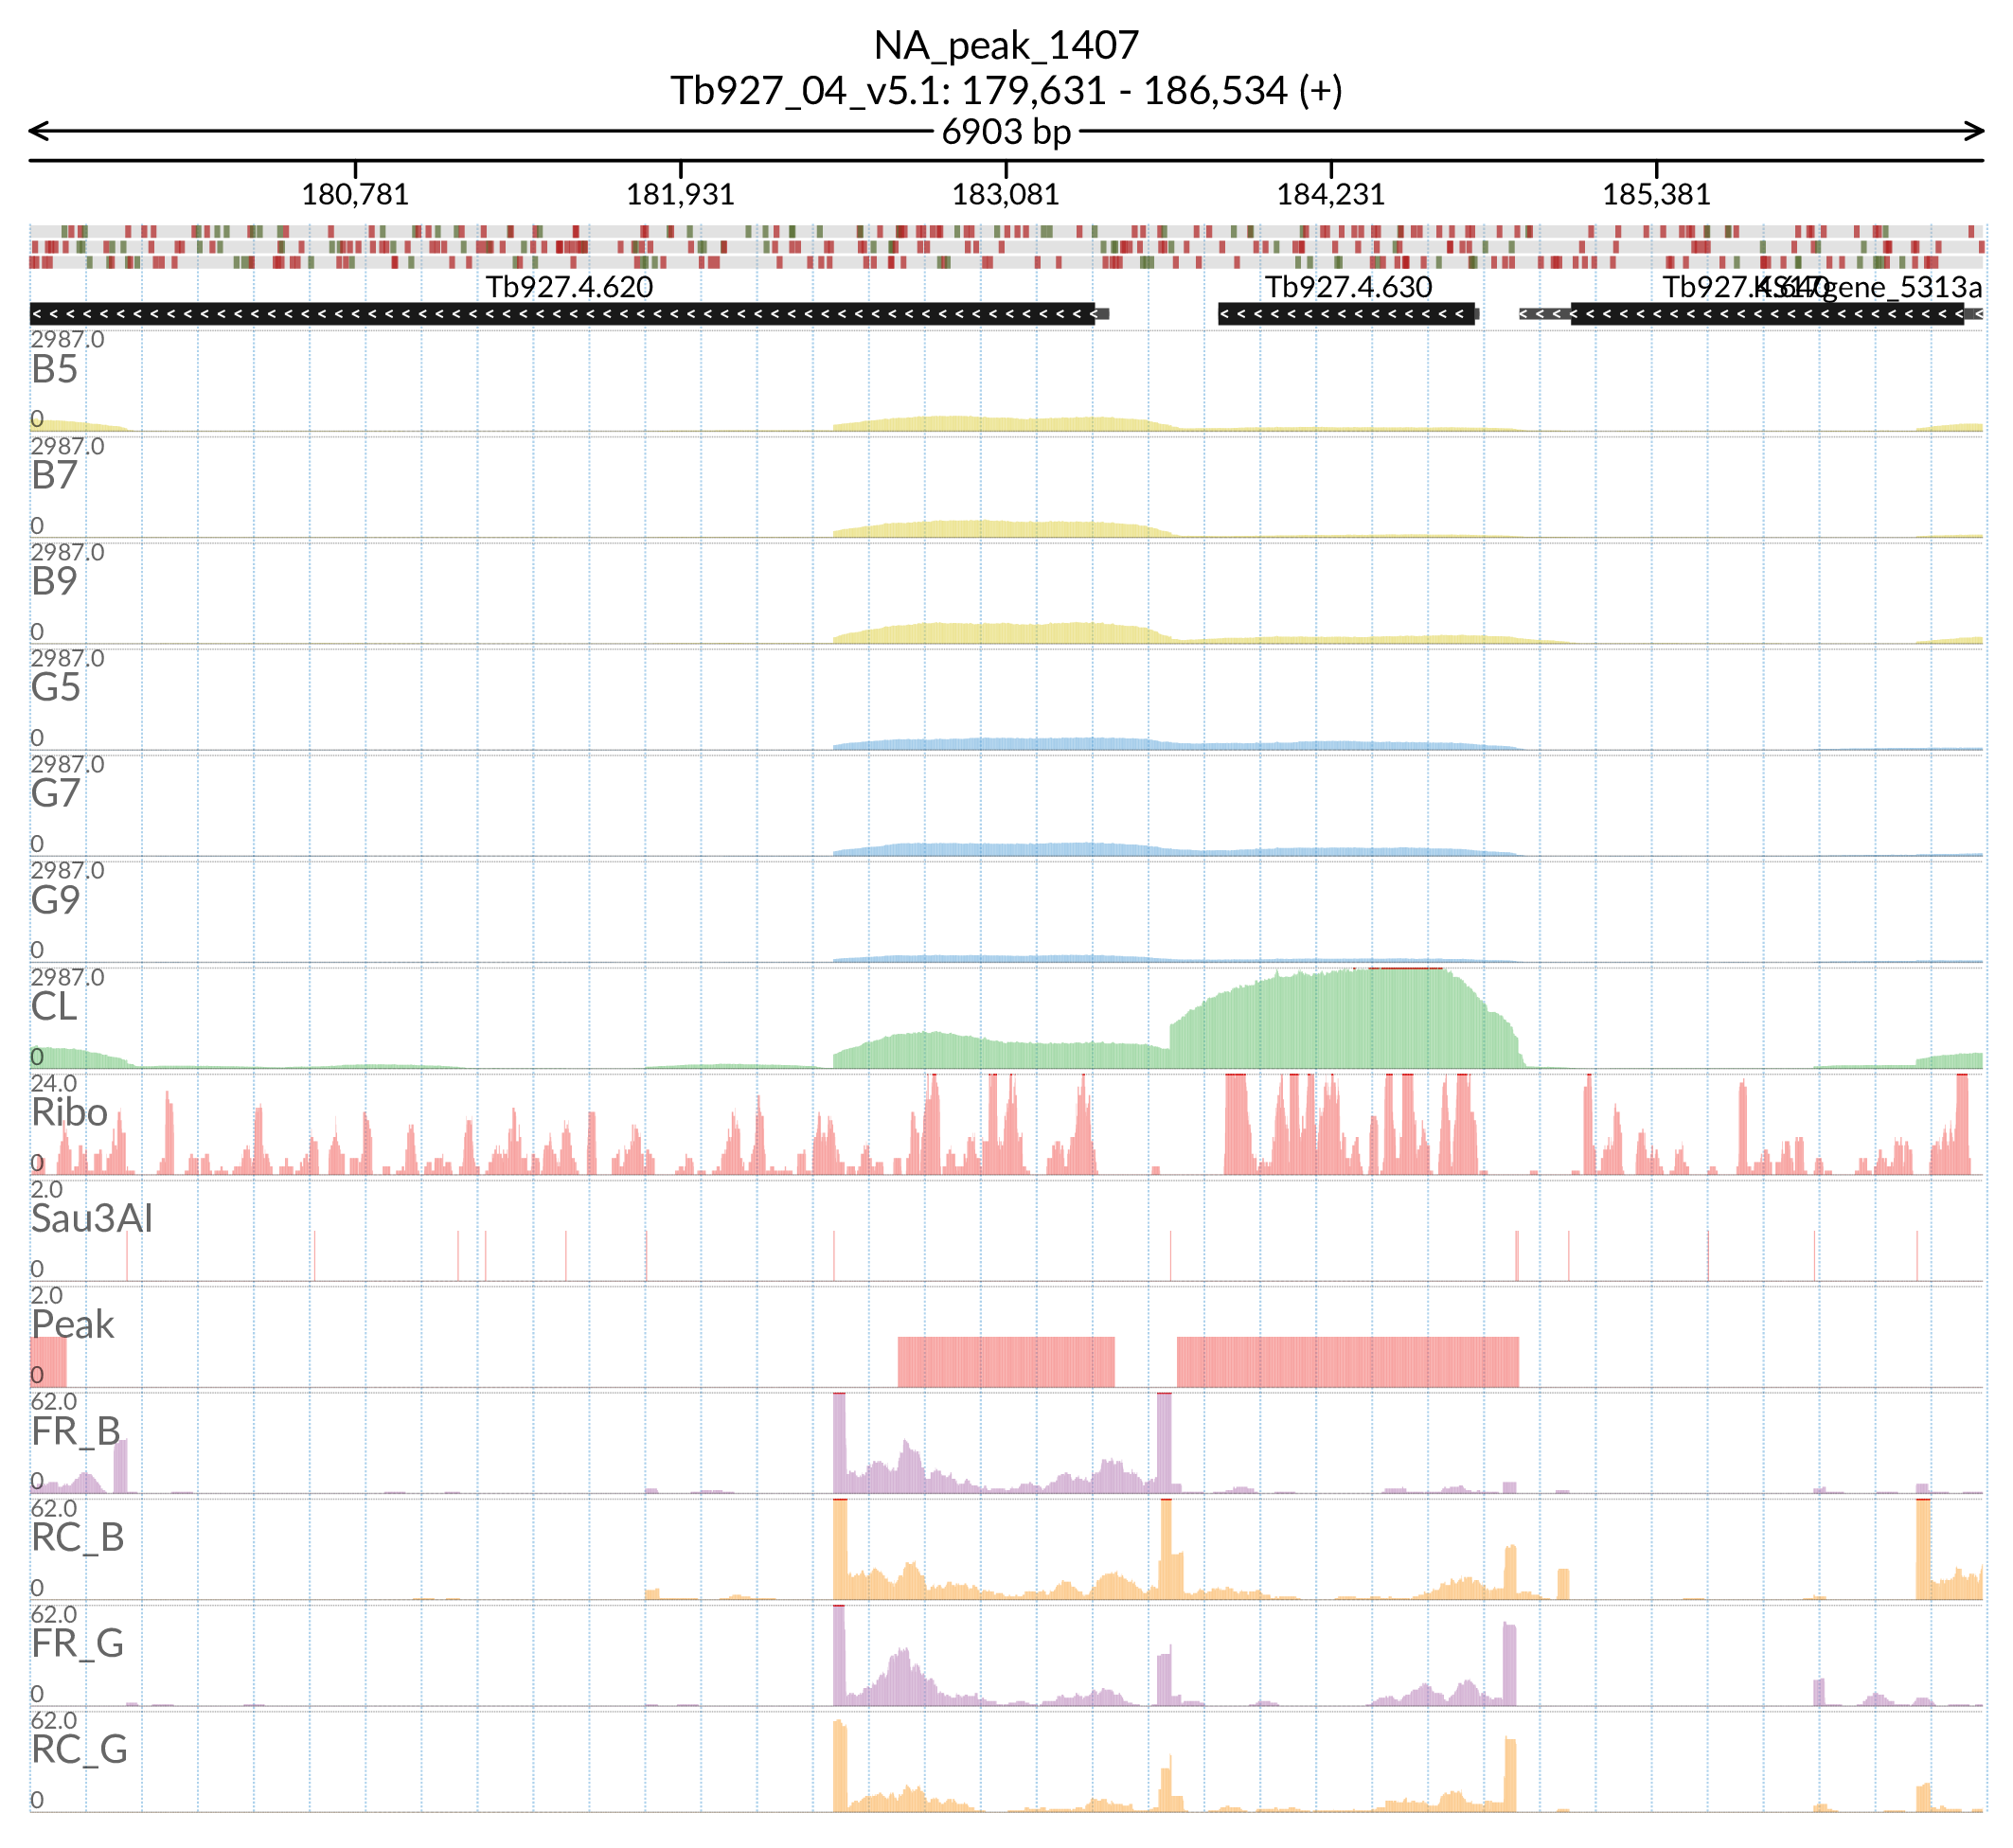 NA_peak_1407
Tb927_04_v5.1: 179,631 - 186,534 (+)
6903 bp
180,781 181,931 183,081 184,231 185,381
Tb927.4.620 Tb927.4.630 Tb927.4.640 KS17gene_5313a
2987.0
B5
0
2987.0
B7
0
2987.0
B9
0
2987.0
G5
0
2987.0
G7
0
2987.0
G9
0
2987.0
CL
0
24.0
Ribo
0
2.0
Sau3AI
0
2.0
Peak
0
62.0
FR_B
0
62.0
RC_B
0
62.0
FR_G
0
62.0
RC_G
0